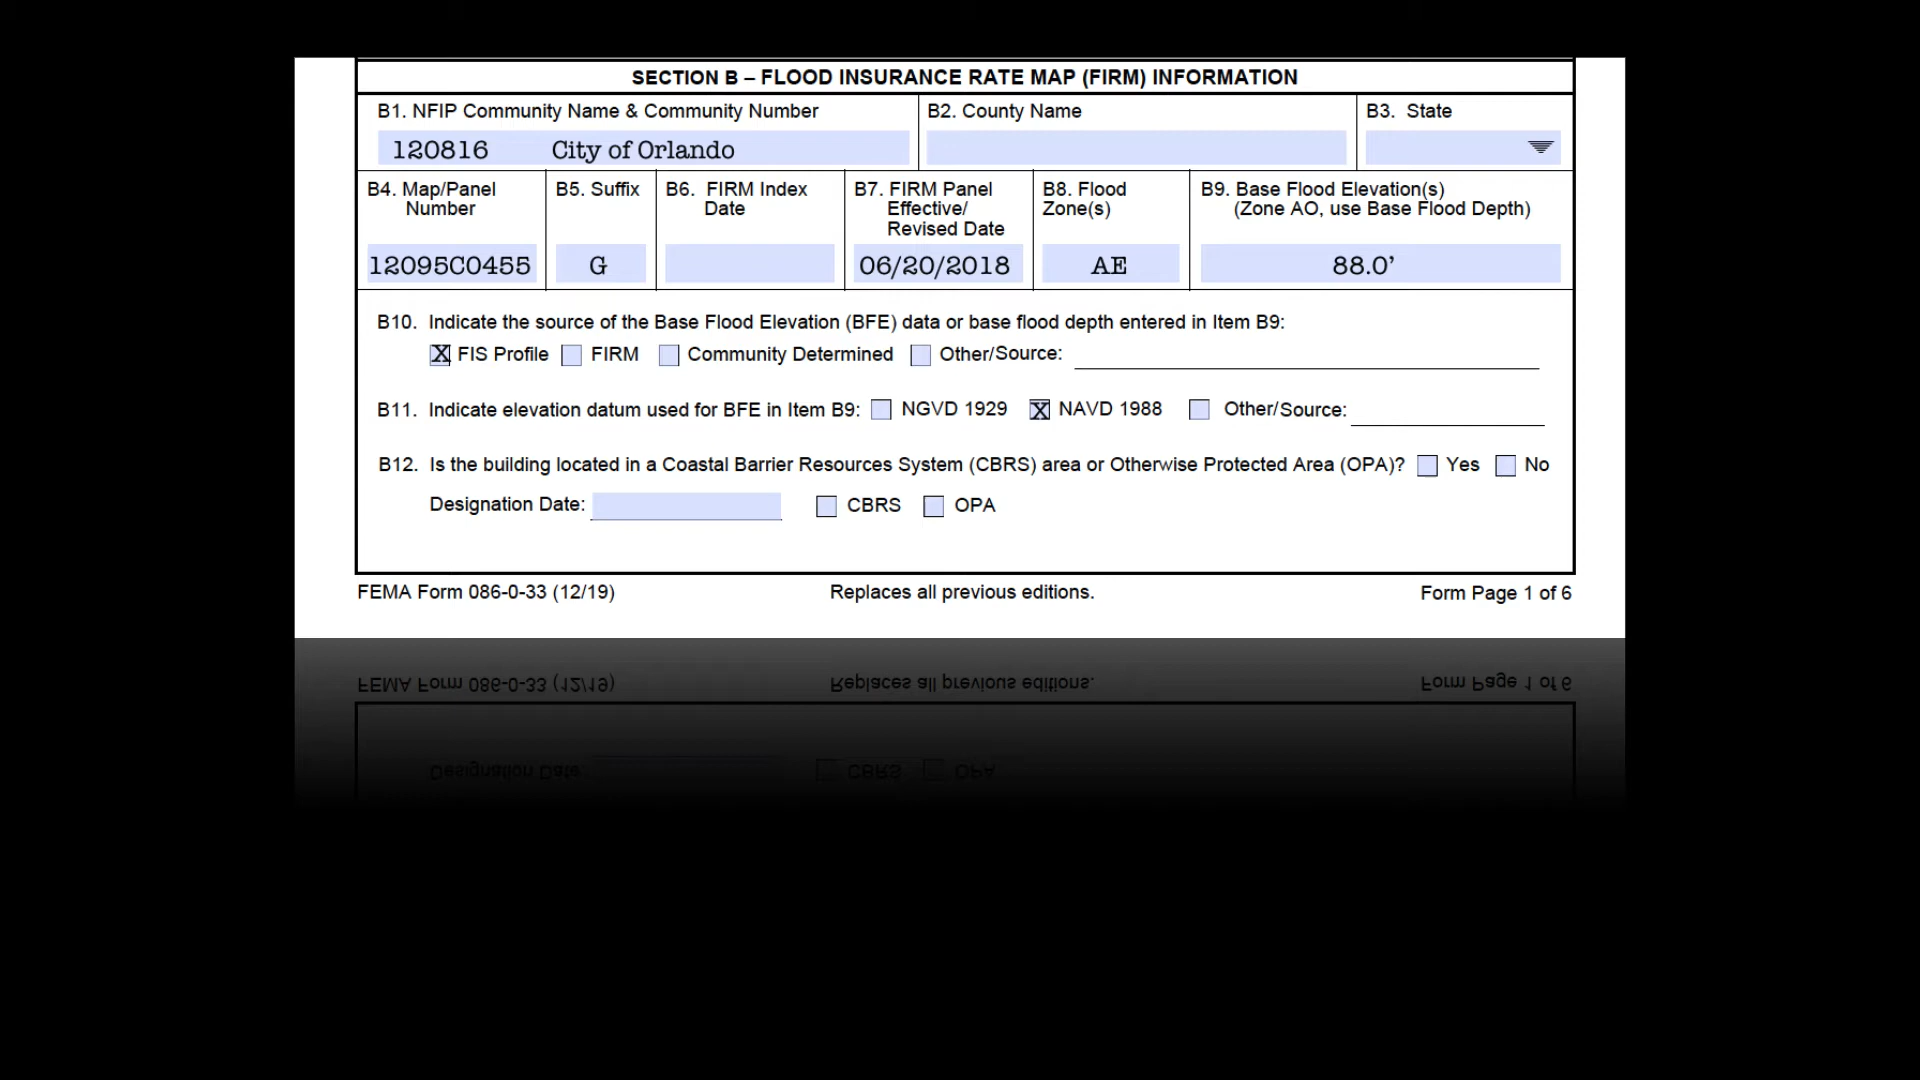 SECTION B – FLOOD INSURANCE RATE MAP (FIRM) INFORMATION
B1. NFIP Community Name & Community Number
120816 City of Orlando
B2. County Name
B3. State
B4. Map/Panel
Number
12095C0455
B5. Suffix
G
B6. FIRM Index
Date
B7. FIRM Panel
Effective/
Revised Date
06/20/2018
B8. Flood
Zone(s)
AE
B9. Base Flood Elevation(s)
(Zone AO, use Base Flood Depth)
88.0’
B10. Indicate the source of the Base Flood Elevation (BFE) data or base flood depth entered in Item B9:
X FIS Profile FIRM Community Determined Other/Source:
B11. Indicate elevation datum used for BFE in Item B9: NGVD 1929 X NAVD 1988 Other/Source:
B12. Is the building located in a Coastal Barrier Resources System (CBRS) area or Otherwise Protected Area (OPA)? Yes No
Designation Date: CBRS OPA
FEMA Form 086-0-33 (12/19) Replaces all previous editions. Form Page 1 of 6